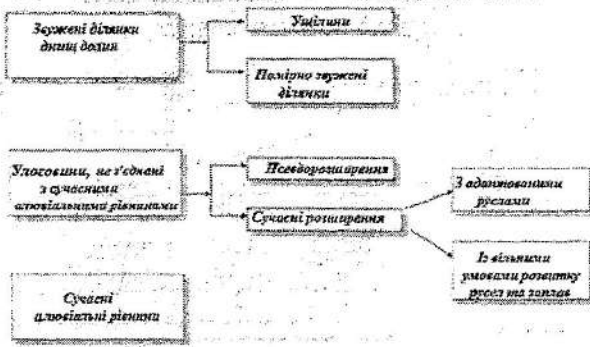 Звужені ділянки
днищ долин
Ущілини
Помірно звужені
ділянки
Улоговини, не з'єднані
з сучасними
алювіальними рівнинами
Псевдорозширення
Сучасні розширення
З адаптованими
руслами
Із вільними
умовами розвитку
русел та заплав
Сучасні
алювіальні рівнини